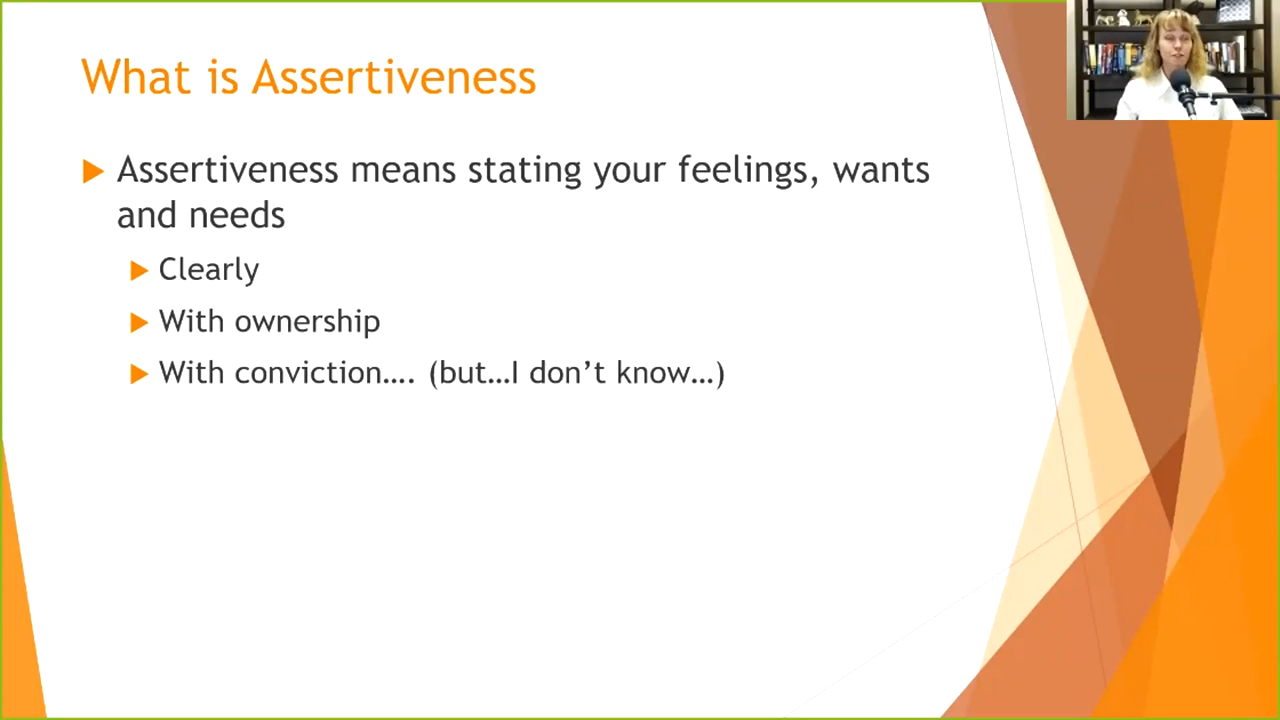 What is Assertiveness
Assertiveness means stating your feelings, wants
and needs
Clearly
With ownership
With conviction…. (but…I don’t know…)